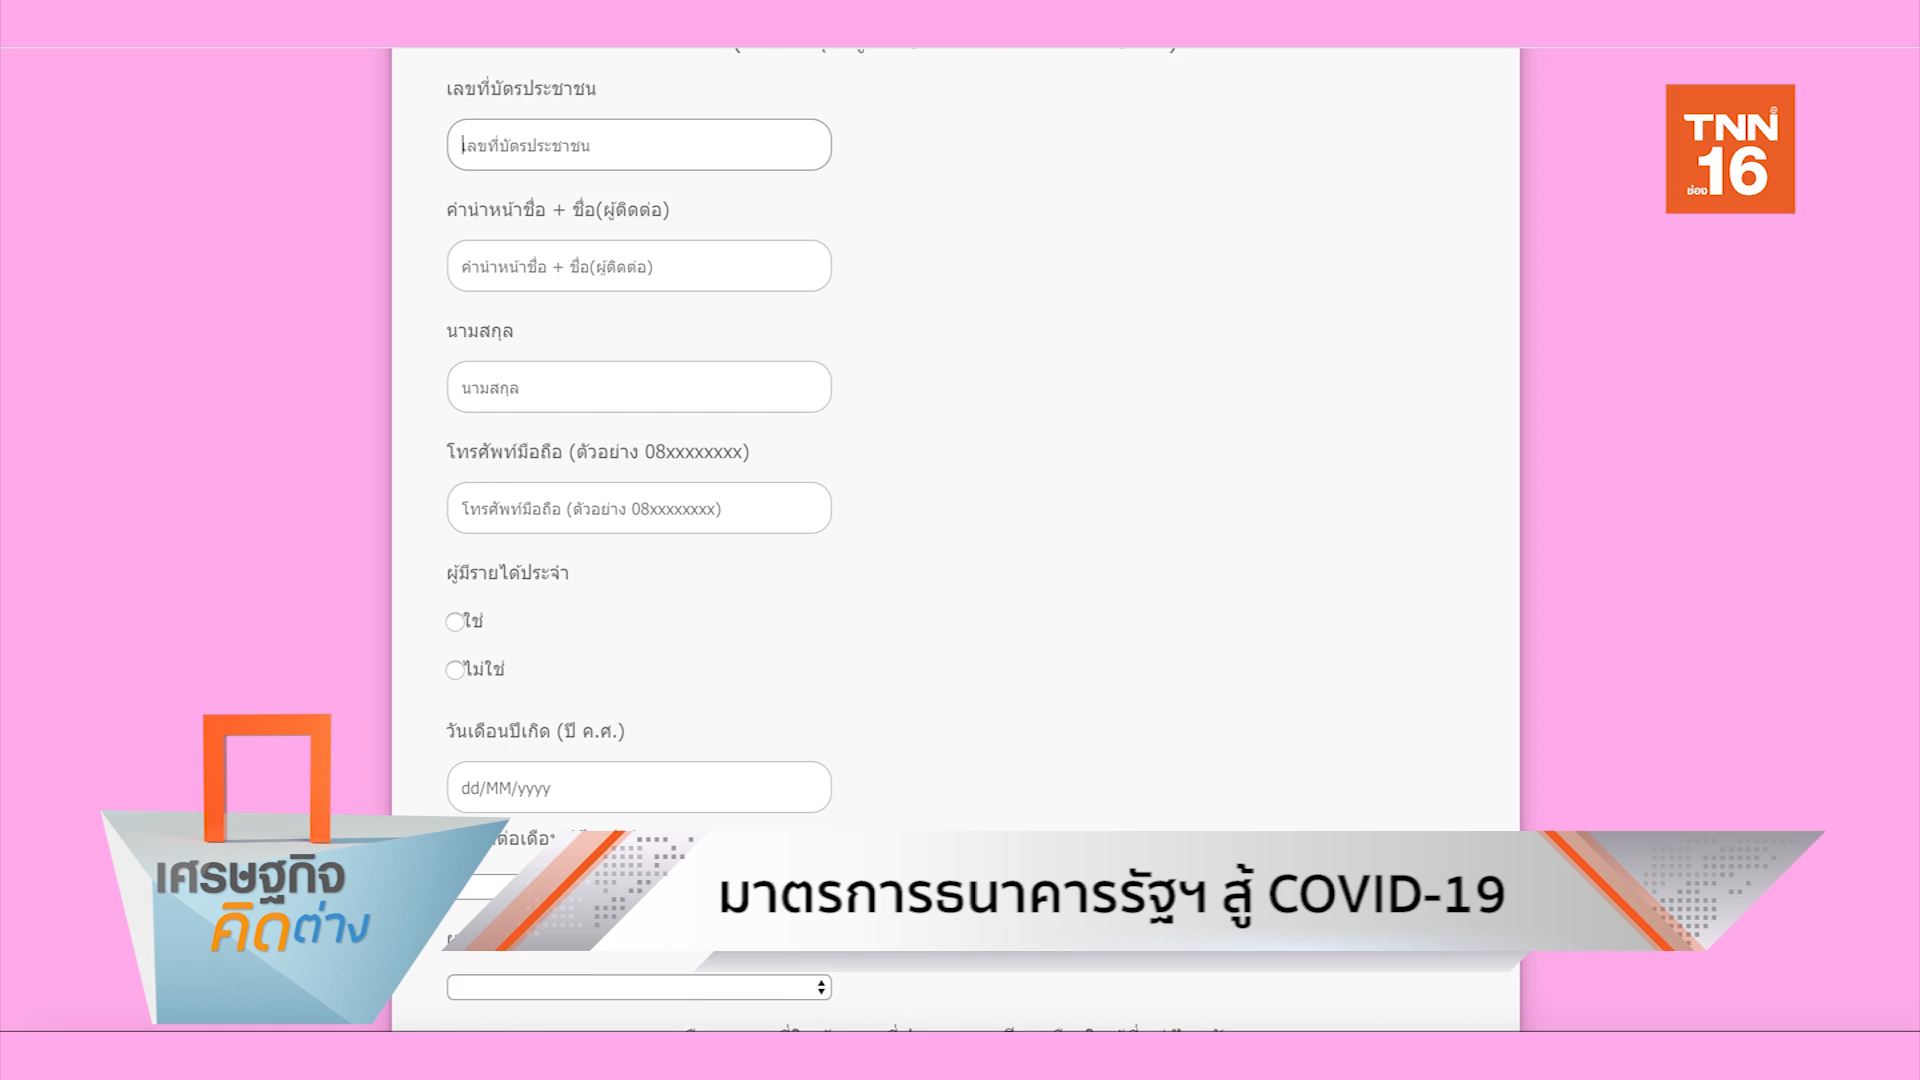 เลขที่บัตรประชาชน
เลขที่บัตรประชาชน
คำนำหน้าชื่อ + ชื่อ(ผู้ติดต่อ)
คำนำหน้าชื่อ + ชื่อ(ผู้ติดต่อ)
นามสกุล
นามสกุล
โทรศัพท์มือถือ (ตัวอย่าง 08xxxxxxxx)
โทรศัพท์มือถือ (ตัวอย่าง 08xxxxxxxx)
ผู้มีรายได้ประจำ
ใช่
ไม่ใช่
วันเดือนปีเกิด (ปี ค.ศ.)
dd/MM/yyyy
TNN
ช่อง16
เศรษฐกิจ
คิดต่าง
มาตรการธนาคารรัฐฯ สู้ COVID-19